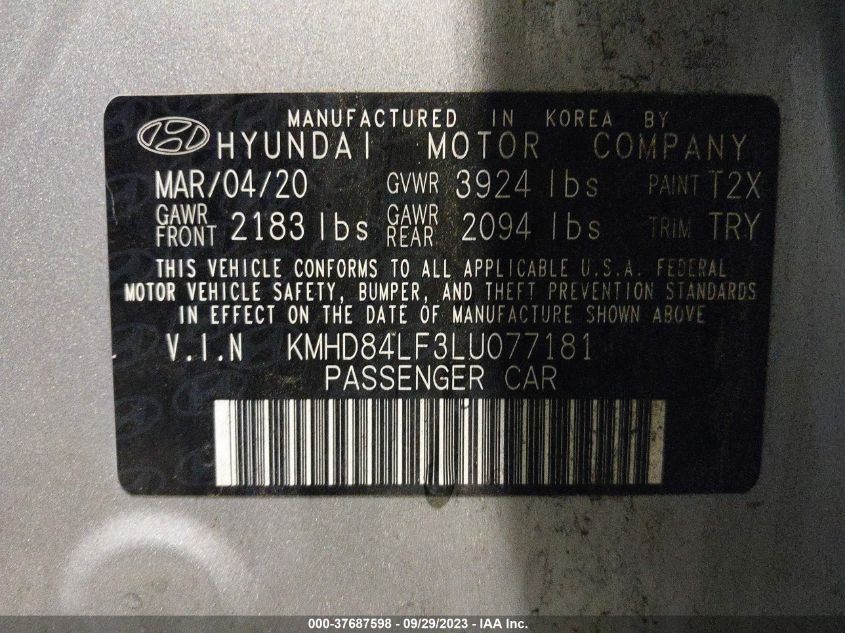 MANUFACTURED IN KOREA BY
HYUNDAI MOTOR COMPANY
MAR/04/20 GVWR 3924 lbs PAINT T2X
GAWR FRONT 2183 lbs GAWR REAR 2094 lbs TRIM TRY
THIS VEHICLE CONFORMS TO ALL APPLICABLE U.S.A. FEDERAL
MOTOR VEHICLE SAFETY, BUMPER, AND THEFT PREVENTION STANDARDS
IN EFFECT ON THE DATE OF MANUFACTURE SHOWN ABOVE
V.I.N KMHD84LF3LU077181
PASSENGER CAR
000-37687598 - 09/29/2023 - IAA Inc.